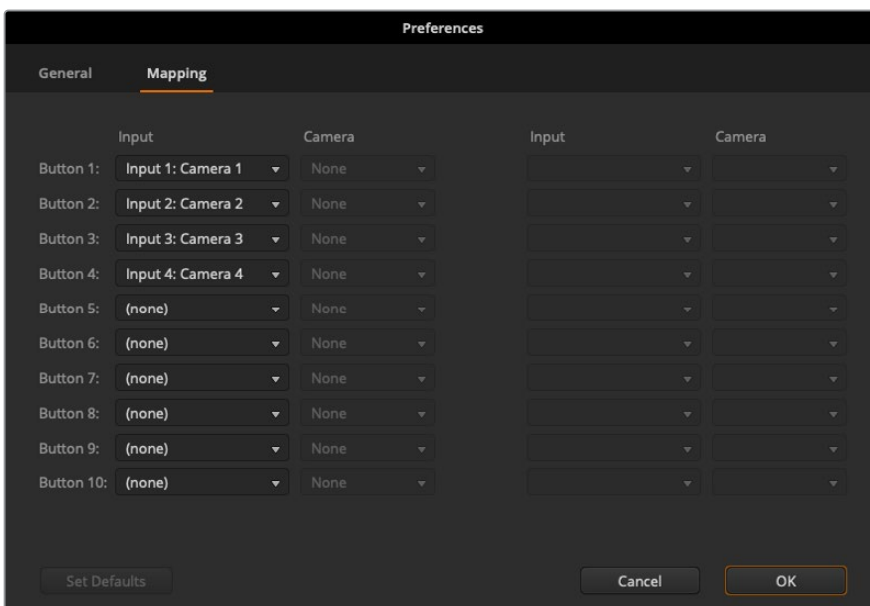 Preferences
General Mapping
Input Camera Input Camera
Button 1: Input 1: Camera 1 None
Button 2: Input 2: Camera 2 None
Button 3: Input 3: Camera 3 None
Button 4: Input 4: Camera 4 None
Button 5: (none) None
Button 6: (none) None
Button 7: (none) None
Button 8: (none) None
Button 9: (none) None
Button 10: (none) None
Set Defaults Cancel OK